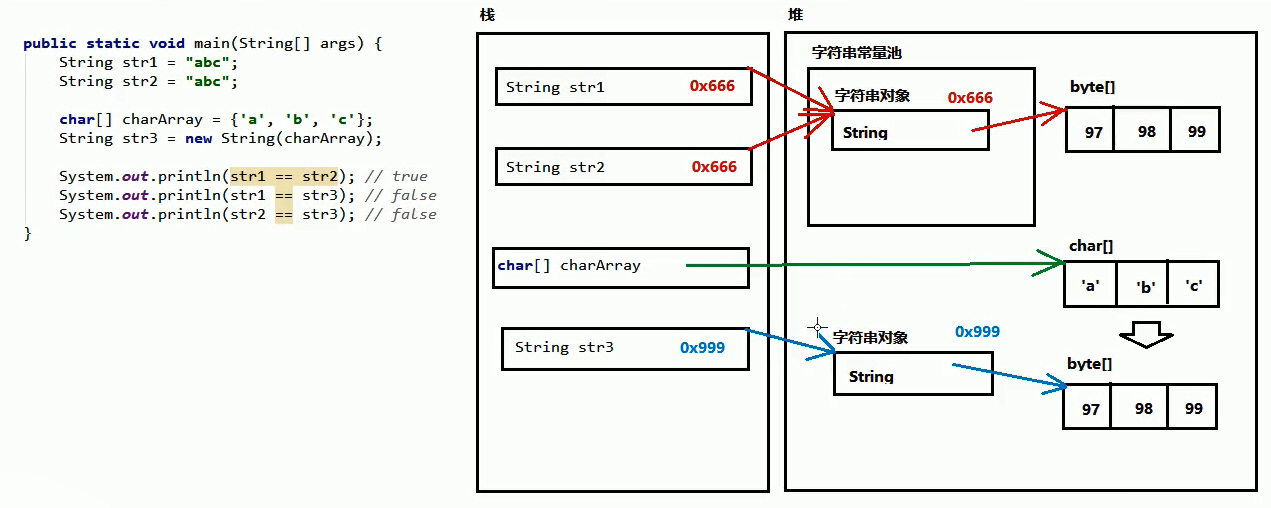 public static void main(String[] args) {
String str1 = "abc";
String str2 = "abc";
char[] charArray = {'a', 'b', 'c'};
String str3 = new String(charArray);
System.out.println(str1 == str2); // true
System.out.println(str1 == str3); // false
System.out.println(str2 == str3); // false
}
栈
String str1 0x666
String str2 0x666
char[] charArray
String str3 0x999
堆
字符串常量池
字符串对象 0x666
String
byte[]
97 98 99
char[]
'a' 'b' 'c'
字符串对象 0x999
String
byte[]
97 98 99